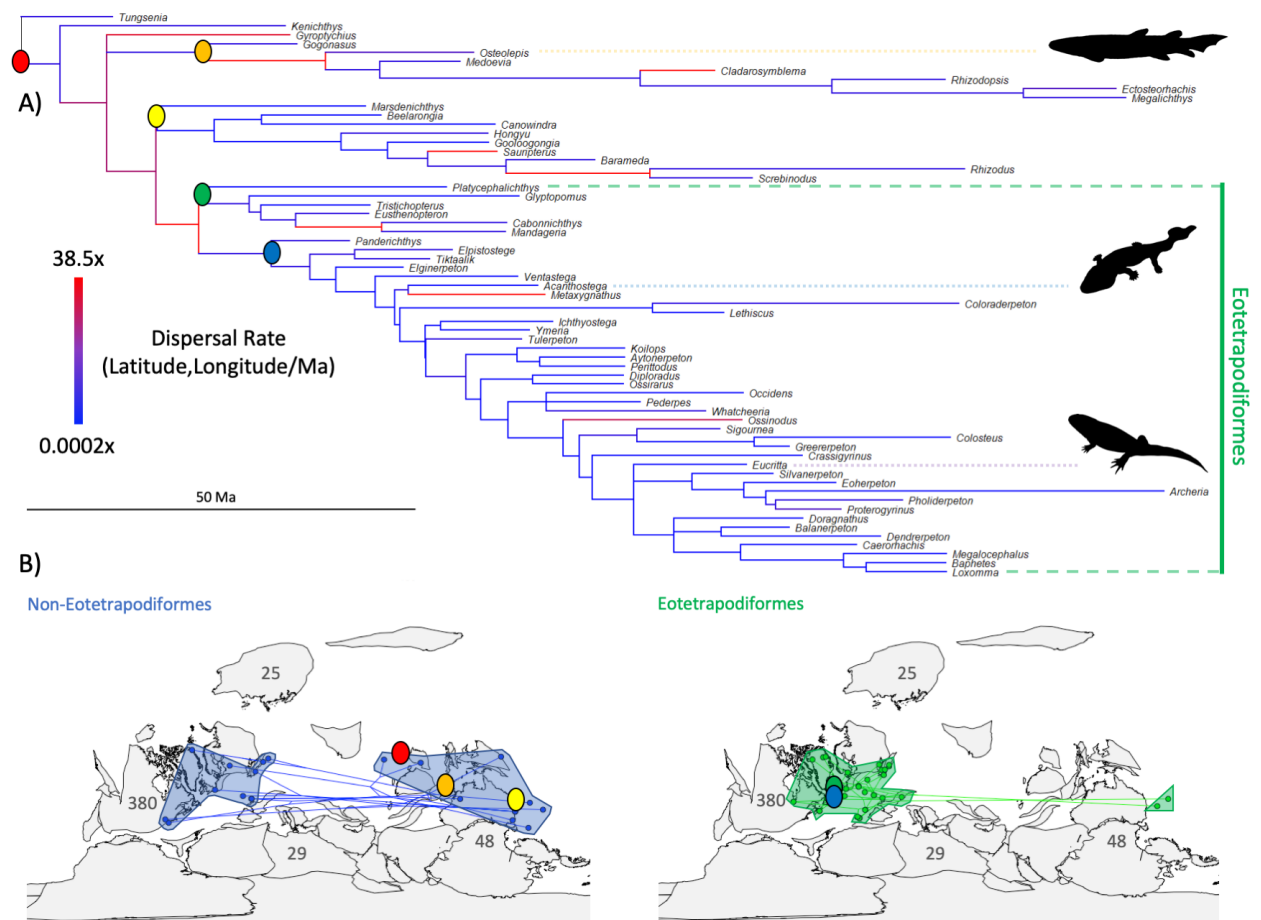 Tungsenia
Kenichthys
Gyroptychius
Gogonasus
Osteolepis
Medoevia
Cladarosymblema
Rhizodopsis
Ectosteorhachis
Megalichthys
A)
Marsdenichthys
Beelarongia
Canowindra
Hongyu
Gooloogongia
Sauripterus
Barameda
Rhizodus
Screbinodus
Platycephalichthys
Glyptopomus
Tristichopterus
Eusthenopteron
Cabonnichthys
Mandageria
Panderichthys
Elpistostege
Tiktaalik
Elginerpeton
Ventastega
Acanthostega
Metaxygnathus
Coloraderpeton
Lethiscus
Ichthyostega
Ymeria
Tulerpeton
Koilops
Aytonerpeton
Perittodus
Diploradus
Ossirarus
Occidens
Pederpes
Whatcheeria
Ossinodus
Sigournea
Colosteus
Greererpeton
Crassigyrinus
Eucritta
Silvanerpeton
Eoherpeton
Archeria
Pholiderpeton
Proterogyrinus
Doragnathus
Balanerpeton
Dendrerpeton
Caerorhachis
Megalocephalus
Baphetes
Loxomma
38.5x
Dispersal Rate
(Latitude,Longitude/Ma)
0.0002x
50 Ma
Eotetrapodiformes
B)
Non-Eotetrapodiformes
25
380
29
48
Eotetrapodiformes
25
380
29
48